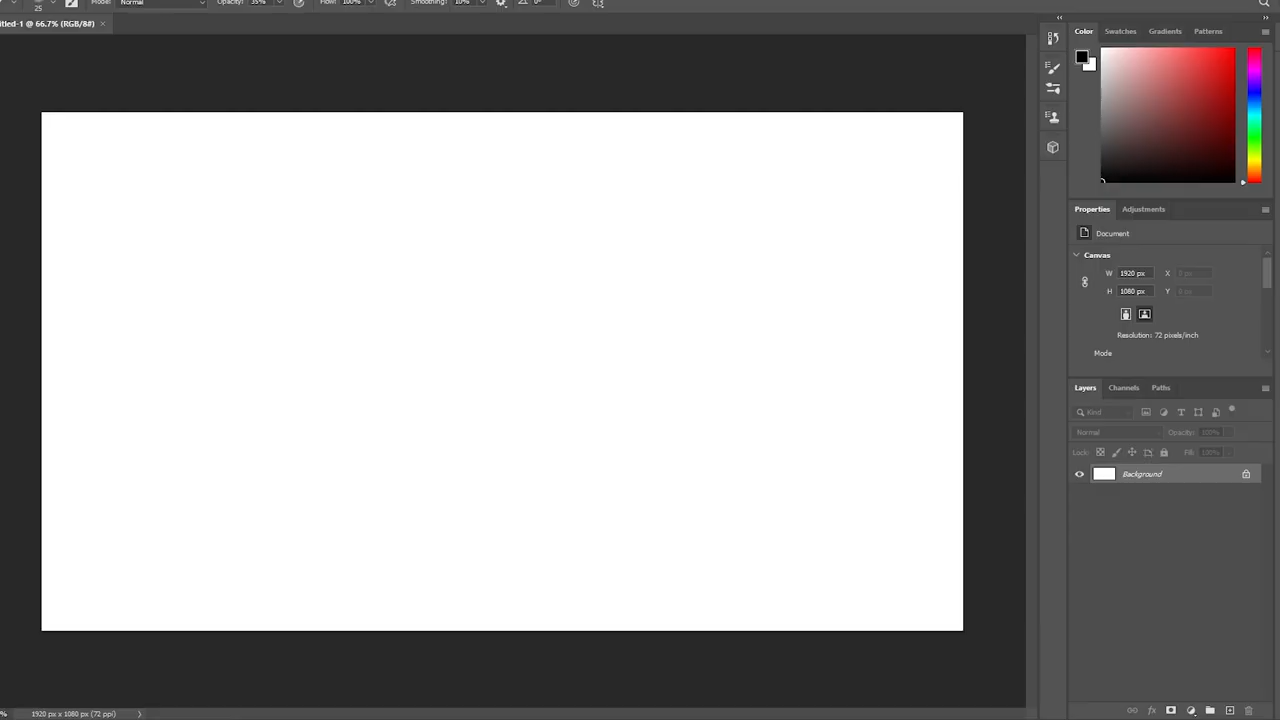 25 Mode: Normal Opacity: 35% Flow: 100% Smoothing: 10% 0°
itled-1 @ 66.7% (RGB/8#) ×
Color Swatches Gradients Patterns
Properties Adjustments
Document
Canvas
W 1920 px X
H 1080 px Y
Resolution: 72 pixels/inch
Mode
Layers Channels Paths
Kind
Normal Opacity: 100%
Lock: Fill: 100%
Background
% 1920 px x 1080 px (72 ppi)